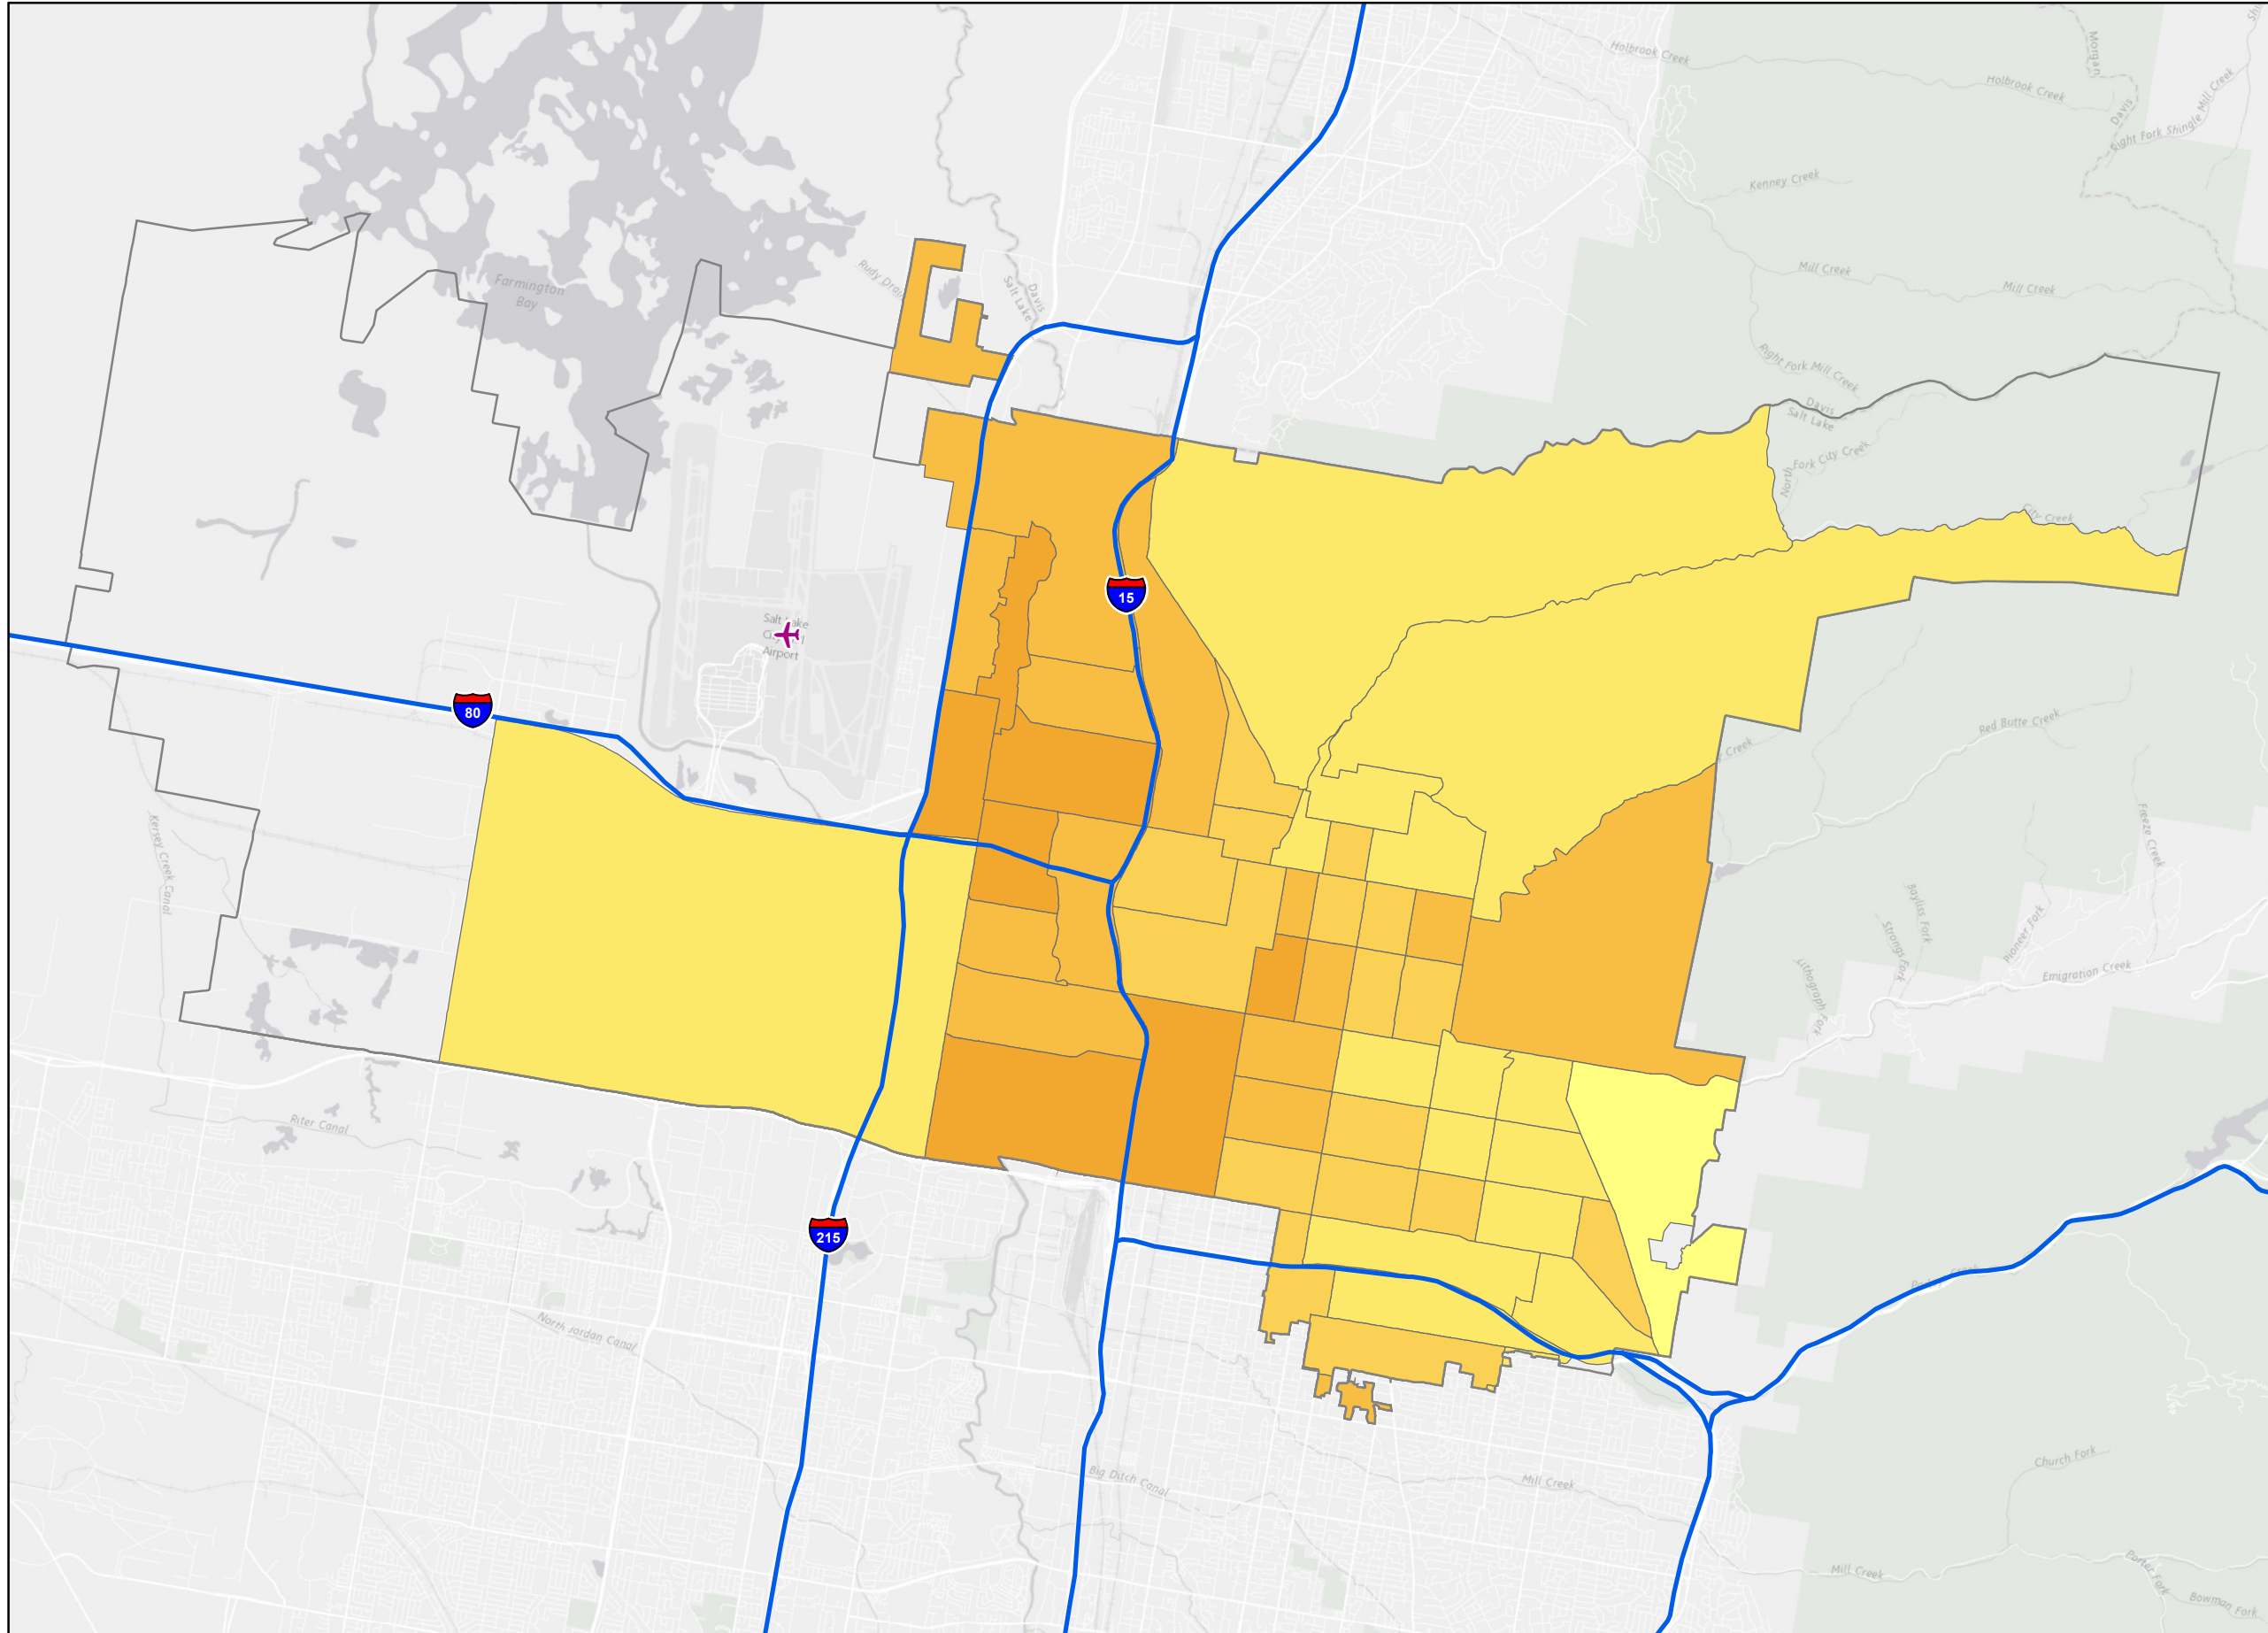 Holbrook Creek
Morgan
Davis
Holbrook Creek
Right Fork Shingle Mill Creek
Kenney Creek
Rudy Drain
Davis
Salt Lake
Farmington
Bay
Mill Creek
Mill Creek
Right Fork Mill Creek
Davis
Salt Lake
North Fork City Creek
City Creek
15
Salt Lake
Airport
80
Red Butte Creek
Creek
Kersey Creek Canal
Freeze Creek
Bayliss Fork
Strongs Fork
Pioneer Fork
Lithograph Fork
Emigration Creek
Riter Canal
215
North Jordan Canal
Big Ditch Canal
Mill Creek
Church Fork
Mill Creek
Porter Fork
Bowman Fork